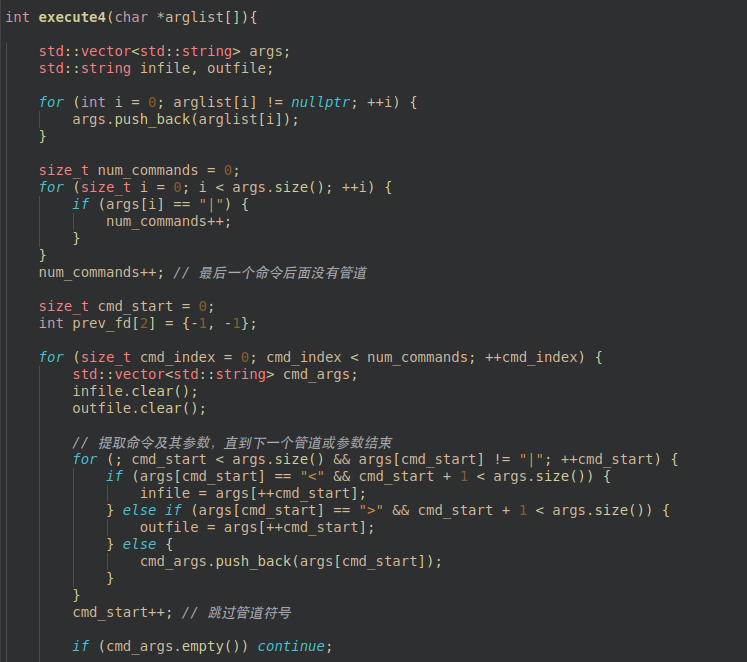 int execute4(char *arglist[]){
std::vector<std::string> args;
std::string infile, outfile;
for (int i = 0; arglist[i] != nullptr; ++i) {
args.push_back(arglist[i]);
}
size_t num_commands = 0;
for (size_t i = 0; i < args.size(); ++i) {
if (args[i] == "|") {
num_commands++;
}
}
num_commands++; // 最后一个命令后面没有管道
size_t cmd_start = 0;
int prev_fd[2] = {-1, -1};
for (size_t cmd_index = 0; cmd_index < num_commands; ++cmd_index) {
std::vector<std::string> cmd_args;
infile.clear();
outfile.clear();
// 提取命令及其参数，直到下一个管道或参数结束
for (; cmd_start < args.size() && args[cmd_start] != "|"; ++cmd_start) {
if (args[cmd_start] == "<" && cmd_start + 1 < args.size()) {
infile = args[++cmd_start];
} else if (args[cmd_start] == ">" && cmd_start + 1 < args.size()) {
outfile = args[++cmd_start];
} else {
cmd_args.push_back(args[cmd_start]);
}
}
cmd_start++; // 跳过管道符号
if (cmd_args.empty()) continue;